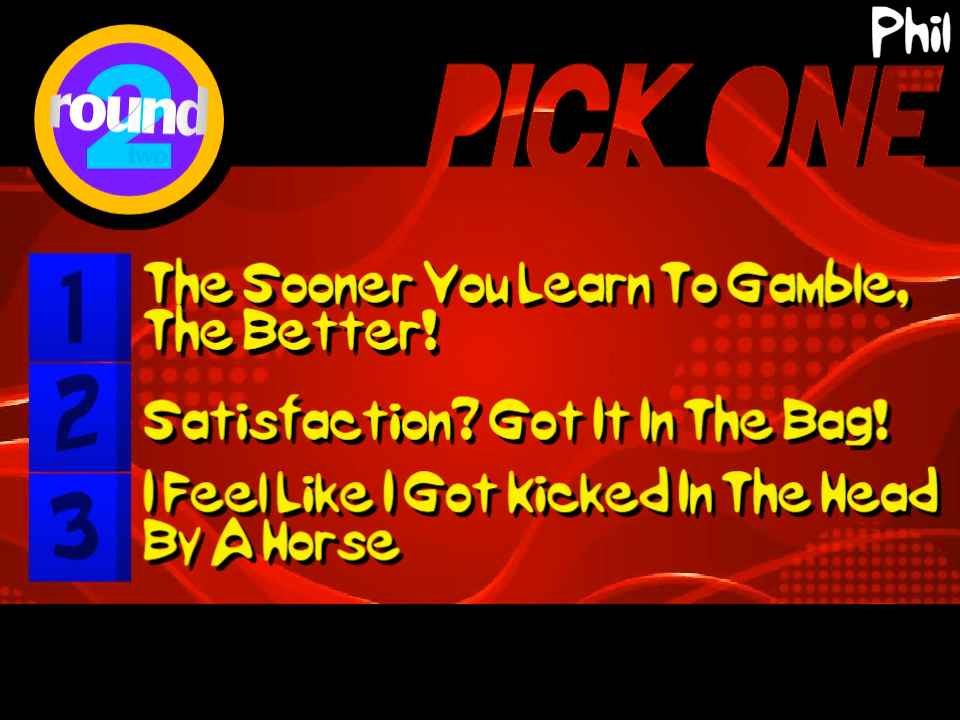 Phil
2
round
two
PICK ONE
1
The Sooner You Learn To Gamble,
The Better!
2
Satisfaction? Got It In The Bag!
3
I Feel Like I Got Kicked In The Head
By A Horse